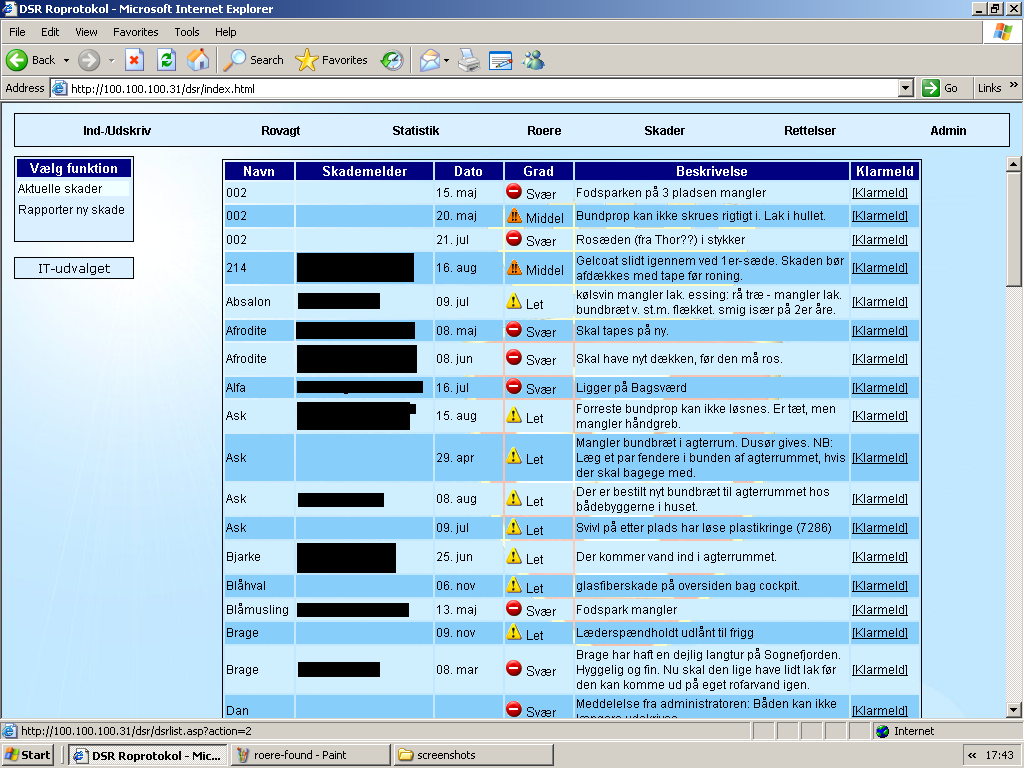 DSR Roprotokol - Microsoft Internet Explorer
File Edit View Favorites Tools Help
Back Search Favorites
Address http://100.100.100.31/dsr/index.html Go Links »
Ind-/Udskriv Rovagt Statistik Roere Skader Rettelser Admin
Vælg funktion
Aktuelle skader
Rapporter ny skade
IT-udvalget
Navn Skademelder Dato Grad Beskrivelse Klarmeld
002 15. maj Svær Fodsparken på 3 pladsen mangler [Klarmeld]
002 20. maj Middel Bundprop kan ikke skrues rigtigt i. Lak i hullet. [Klarmeld]
002 21. jul Svær Rosæden (fra Thor??) i stykker [Klarmeld]
214 16. aug Middel Gelcoat slidt igennem ved 1er-sæde. Skaden bør
afdækkes med tape før roning. [Klarmeld]
Absalon 09. jul Let kølsvin mangler lak. essing: rå træ - mangler lak.
bundbræt v. st.m. flækket. smig især på 2er åre. [Klarmeld]
Afrodite 08. maj Svær Skal tapes på ny. [Klarmeld]
Afrodite 08. jun Svær Skal have nyt dækken, før den må ros. [Klarmeld]
Alfa 16. jul Svær Ligger på Bagsværd [Klarmeld]
Ask 15. aug Let Forreste bundprop kan ikke løsnes. Er tæt, men
mangler håndgreb. [Klarmeld]
Ask 29. apr Let Mangler bundbræt i agterrum. Dusør gives. NB:
Læg et par fendere i bunden af agterrummet, hvis
der skal bagege med. [Klarmeld]
Ask 08. aug Let Der er bestilt nyt bundbræt til agterrummet hos
bådebyggerne i huset. [Klarmeld]
Ask 09. jul Let Svivl på etter plads har løse plastikringe (7286) [Klarmeld]
Bjarke 25. jun Let Der kommer vand ind i agterrummet. [Klarmeld]
Blåhval 06. nov Let glasfiberskade på oversiden bag cockpit. [Klarmeld]
Blåmusling 13. maj Svær Fodspark mangler [Klarmeld]
Brage 09. nov Let Læderspændholdt udlånt til frigg [Klarmeld]
Brage 08. mar Svær Brage har haft en dejlig langtur på Sognefjorden.
Hyggelig og fin. Nu skal den lige have lidt lak før
den kan komme ud på eget rofarvand igen. [Klarmeld]
Dan Svær Meddelelse fra administratoren: Båden kan ikke
længere udskrives [Klarmeld]
http://100.100.100.31/dsr/dsrlist.asp?action=2 Internet
Start DSR Roprotokol - Mic... roere-found - Paint screenshots « 17:43